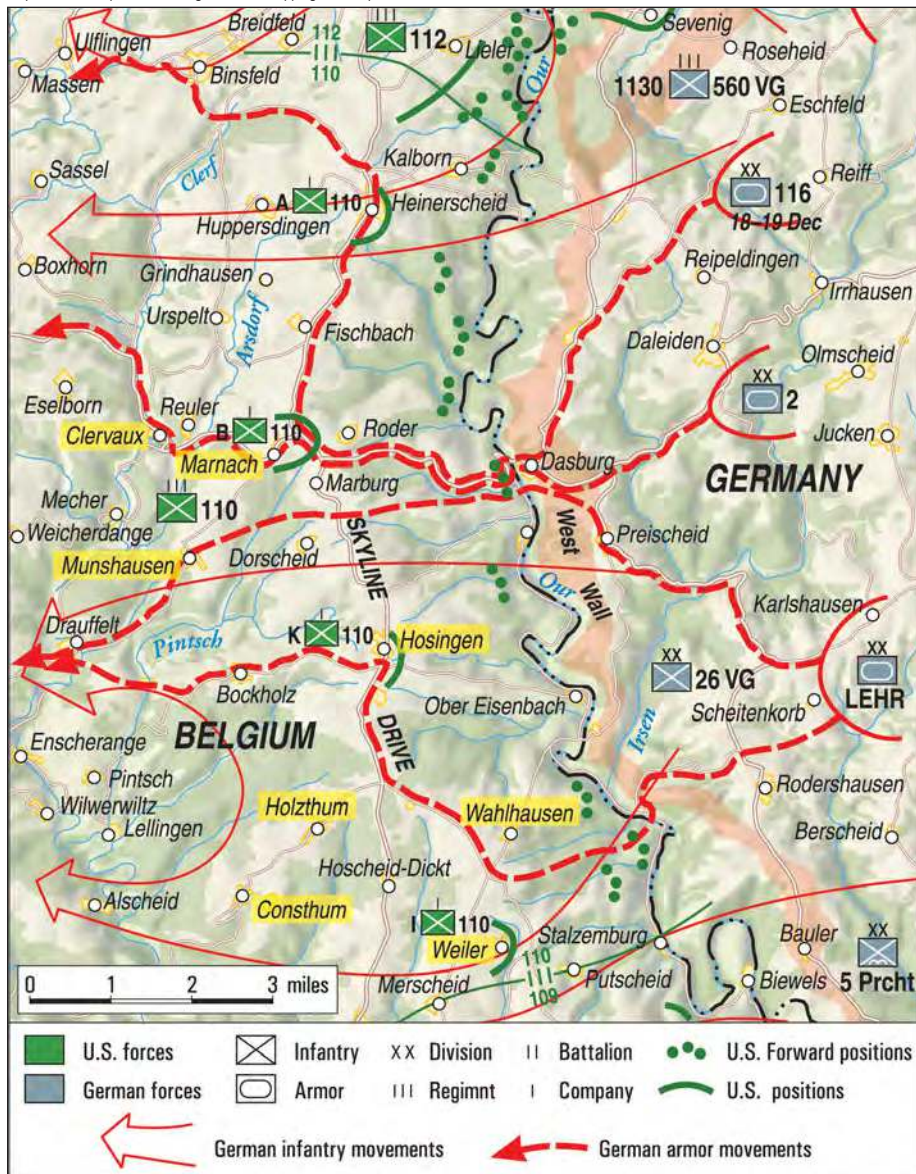 Ulflingen
Breidfeld
Sevenig
112
110
112
Lieler
Our
Roseheid
Massen
Binsfeld
1130
560 VG
Eschfeld
Kalborn
Sassel
Clerf
A
110
Heinerscheid
Huppersdingen
116
18–19 Dec
Reiff
Boxhorn
Grindhausen
Reipeldingen
Irrhausen
Urspelt
Arsdorf
Fischbach
Daleiden
Olmscheid
Eselborn
Reuler
XX
2
Clervaux
B
110
Roder
Jucken
Marnach
Dasburg
GERMANY
Mecher
110
Marburg
Weicherdange
SKYLINE
West
Wall
Preischeid
Munshausen
Dorscheid
Our
Karlshausen
Drauffelt
Pintsch
K
110
Hosingen
XX
LEHR
Bockholz
26 VG
Ober Eisenbach
Scheitenkorb
BELGIUM
DRIVE
Irsen
Enscherange
Pintsch
Rodershausen
Wilwerwiltz
Holzthum
Wahlhausen
Lellingen
Berscheid
Hoscheid-Dickt
Alscheid
Consthum
I
110
Weiler
Stalzemburg
Bauler
XX
110
109
Putscheid
Biewels
5 Prcht
Merscheid
0 1 2 3 miles
U.S. forces
Infantry
XX Division
II Battalion
U.S. Forward positions
German forces
Armor
III Regimnt
I Company
U.S. positions
German infantry movements
German armor movements